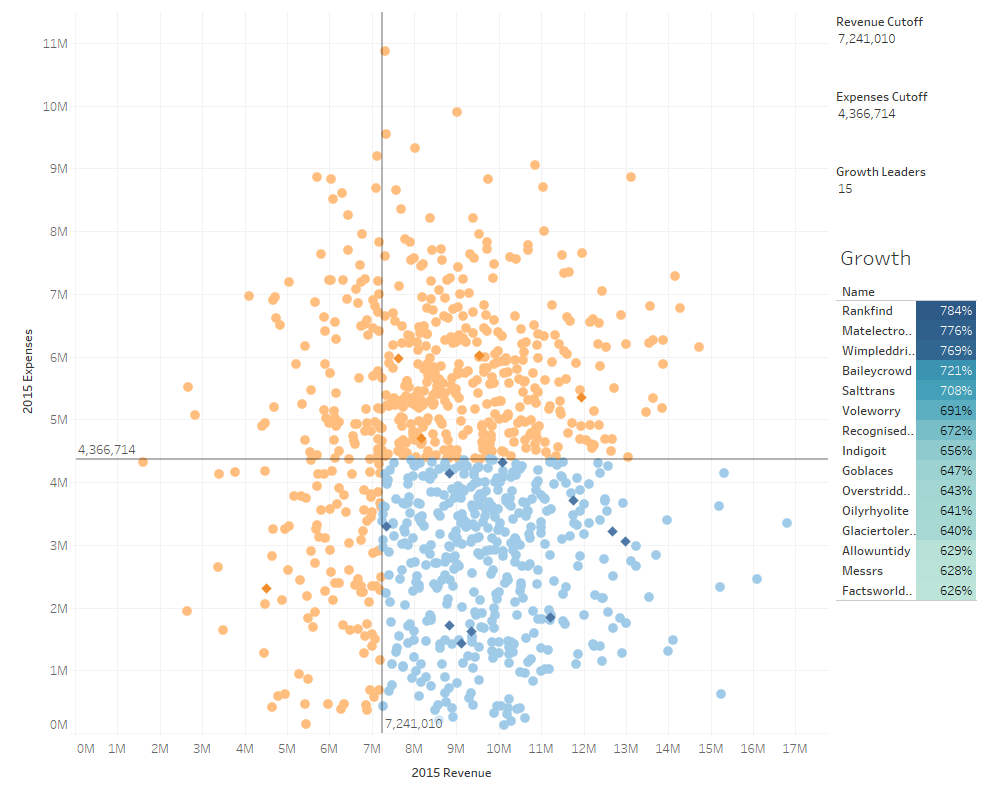 11M
10M
9M
8M
7M
6M
5M
4M
3M
2M
1M
0M
2015 Expenses
4,366,714
7,241,010
0M 1M 2M 3M 4M 5M 6M 7M 8M 9M 10M 11M 12M 13M 14M 15M 16M 17M
2015 Revenue
Revenue Cutoff
7,241,010
Expenses Cutoff
4,366,714
Growth Leaders
15
Growth
Name
Rankfind 784%
Matelectro.. 776%
Wimpleddri.. 769%
Baileycrowd 721%
Salttrans 708%
Voleworry 691%
Recognised.. 672%
Indigoit 656%
Goblaces 647%
Overstridd.. 643%
Oilyrhyolite 641%
Glaciertoler.. 640%
Allowuntidy 629%
Messrs 628%
Factsworld.. 626%